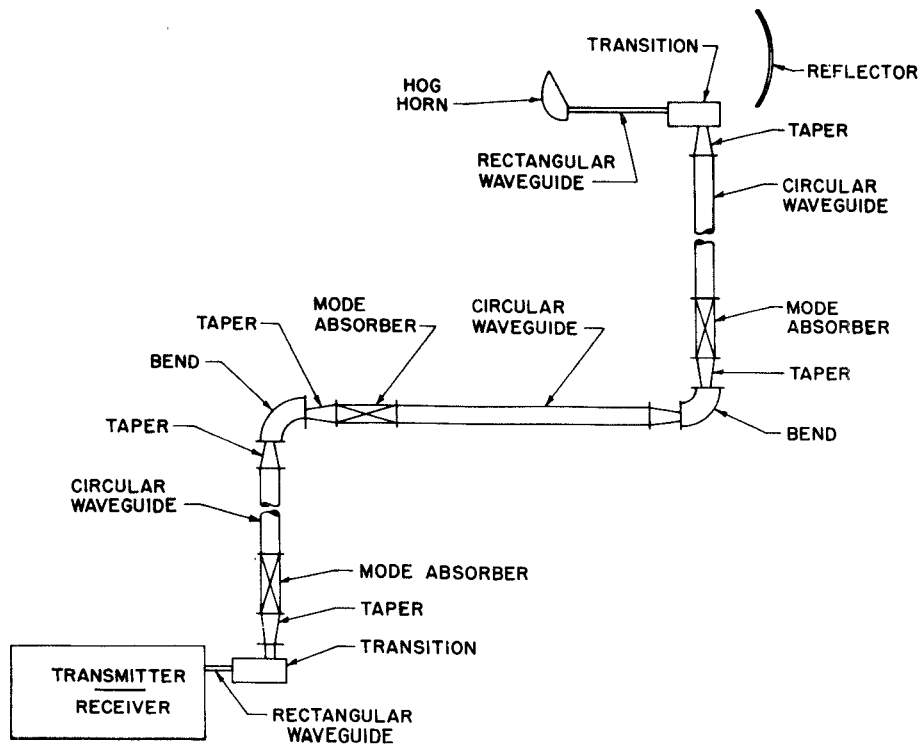 TRANSITION
REFLECTOR
HOG
HORN
TAPER
RECTANGULAR
WAVEGUIDE
CIRCULAR
WAVEGUIDE
MODE
ABSORBER
TAPER
BEND
CIRCULAR
WAVEGUIDE
MODE
ABSORBER
TAPER
BEND
TAPER
CIRCULAR
WAVEGUIDE
MODE ABSORBER
TAPER
TRANSITION
TRANSMITTER
RECEIVER
RECTANGULAR
WAVEGUIDE